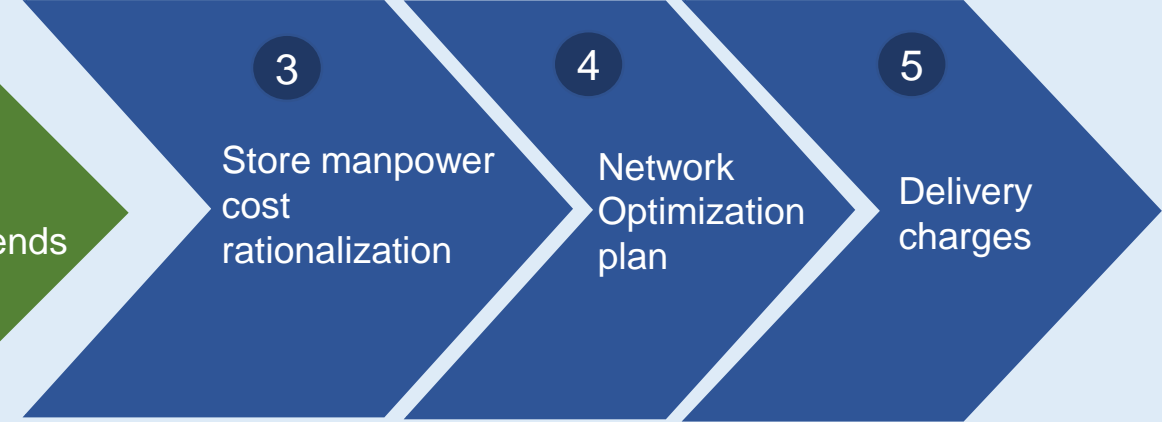 3
Store manpower
cost
rationalization
4
Network
Optimization
plan
5
Delivery
charges
ends